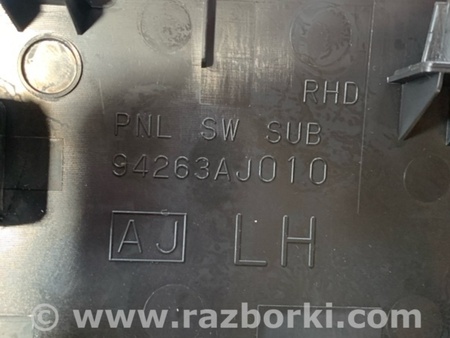 RHD
PNL SW SUB
94263AJ010
AJ LH
www.razborki.com